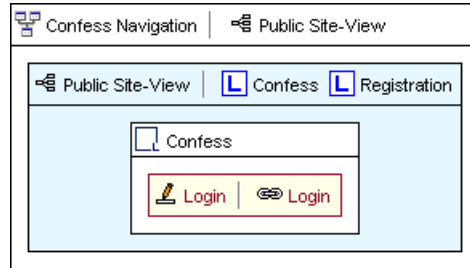 Confess Navigation Public Site-View
Public Site-View L Confess L Registration
Confess
Login Login